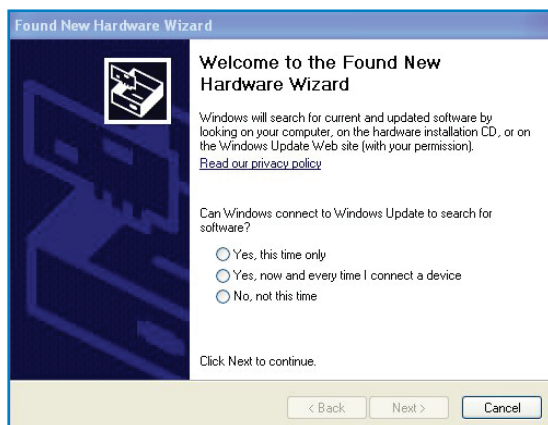 Found New Hardware Wizard
Welcome to the Found New
Hardware Wizard
Windows will search for current and updated software by
looking on your computer, on the hardware installation CD, or on
the Windows Update Web site (with your permission).
Read our privacy policy
Can Windows connect to Windows Update to search for
software?
Yes, this time only
Yes, now and every time I connect a device
No, not this time
Click Next to continue.
< Back Next > Cancel